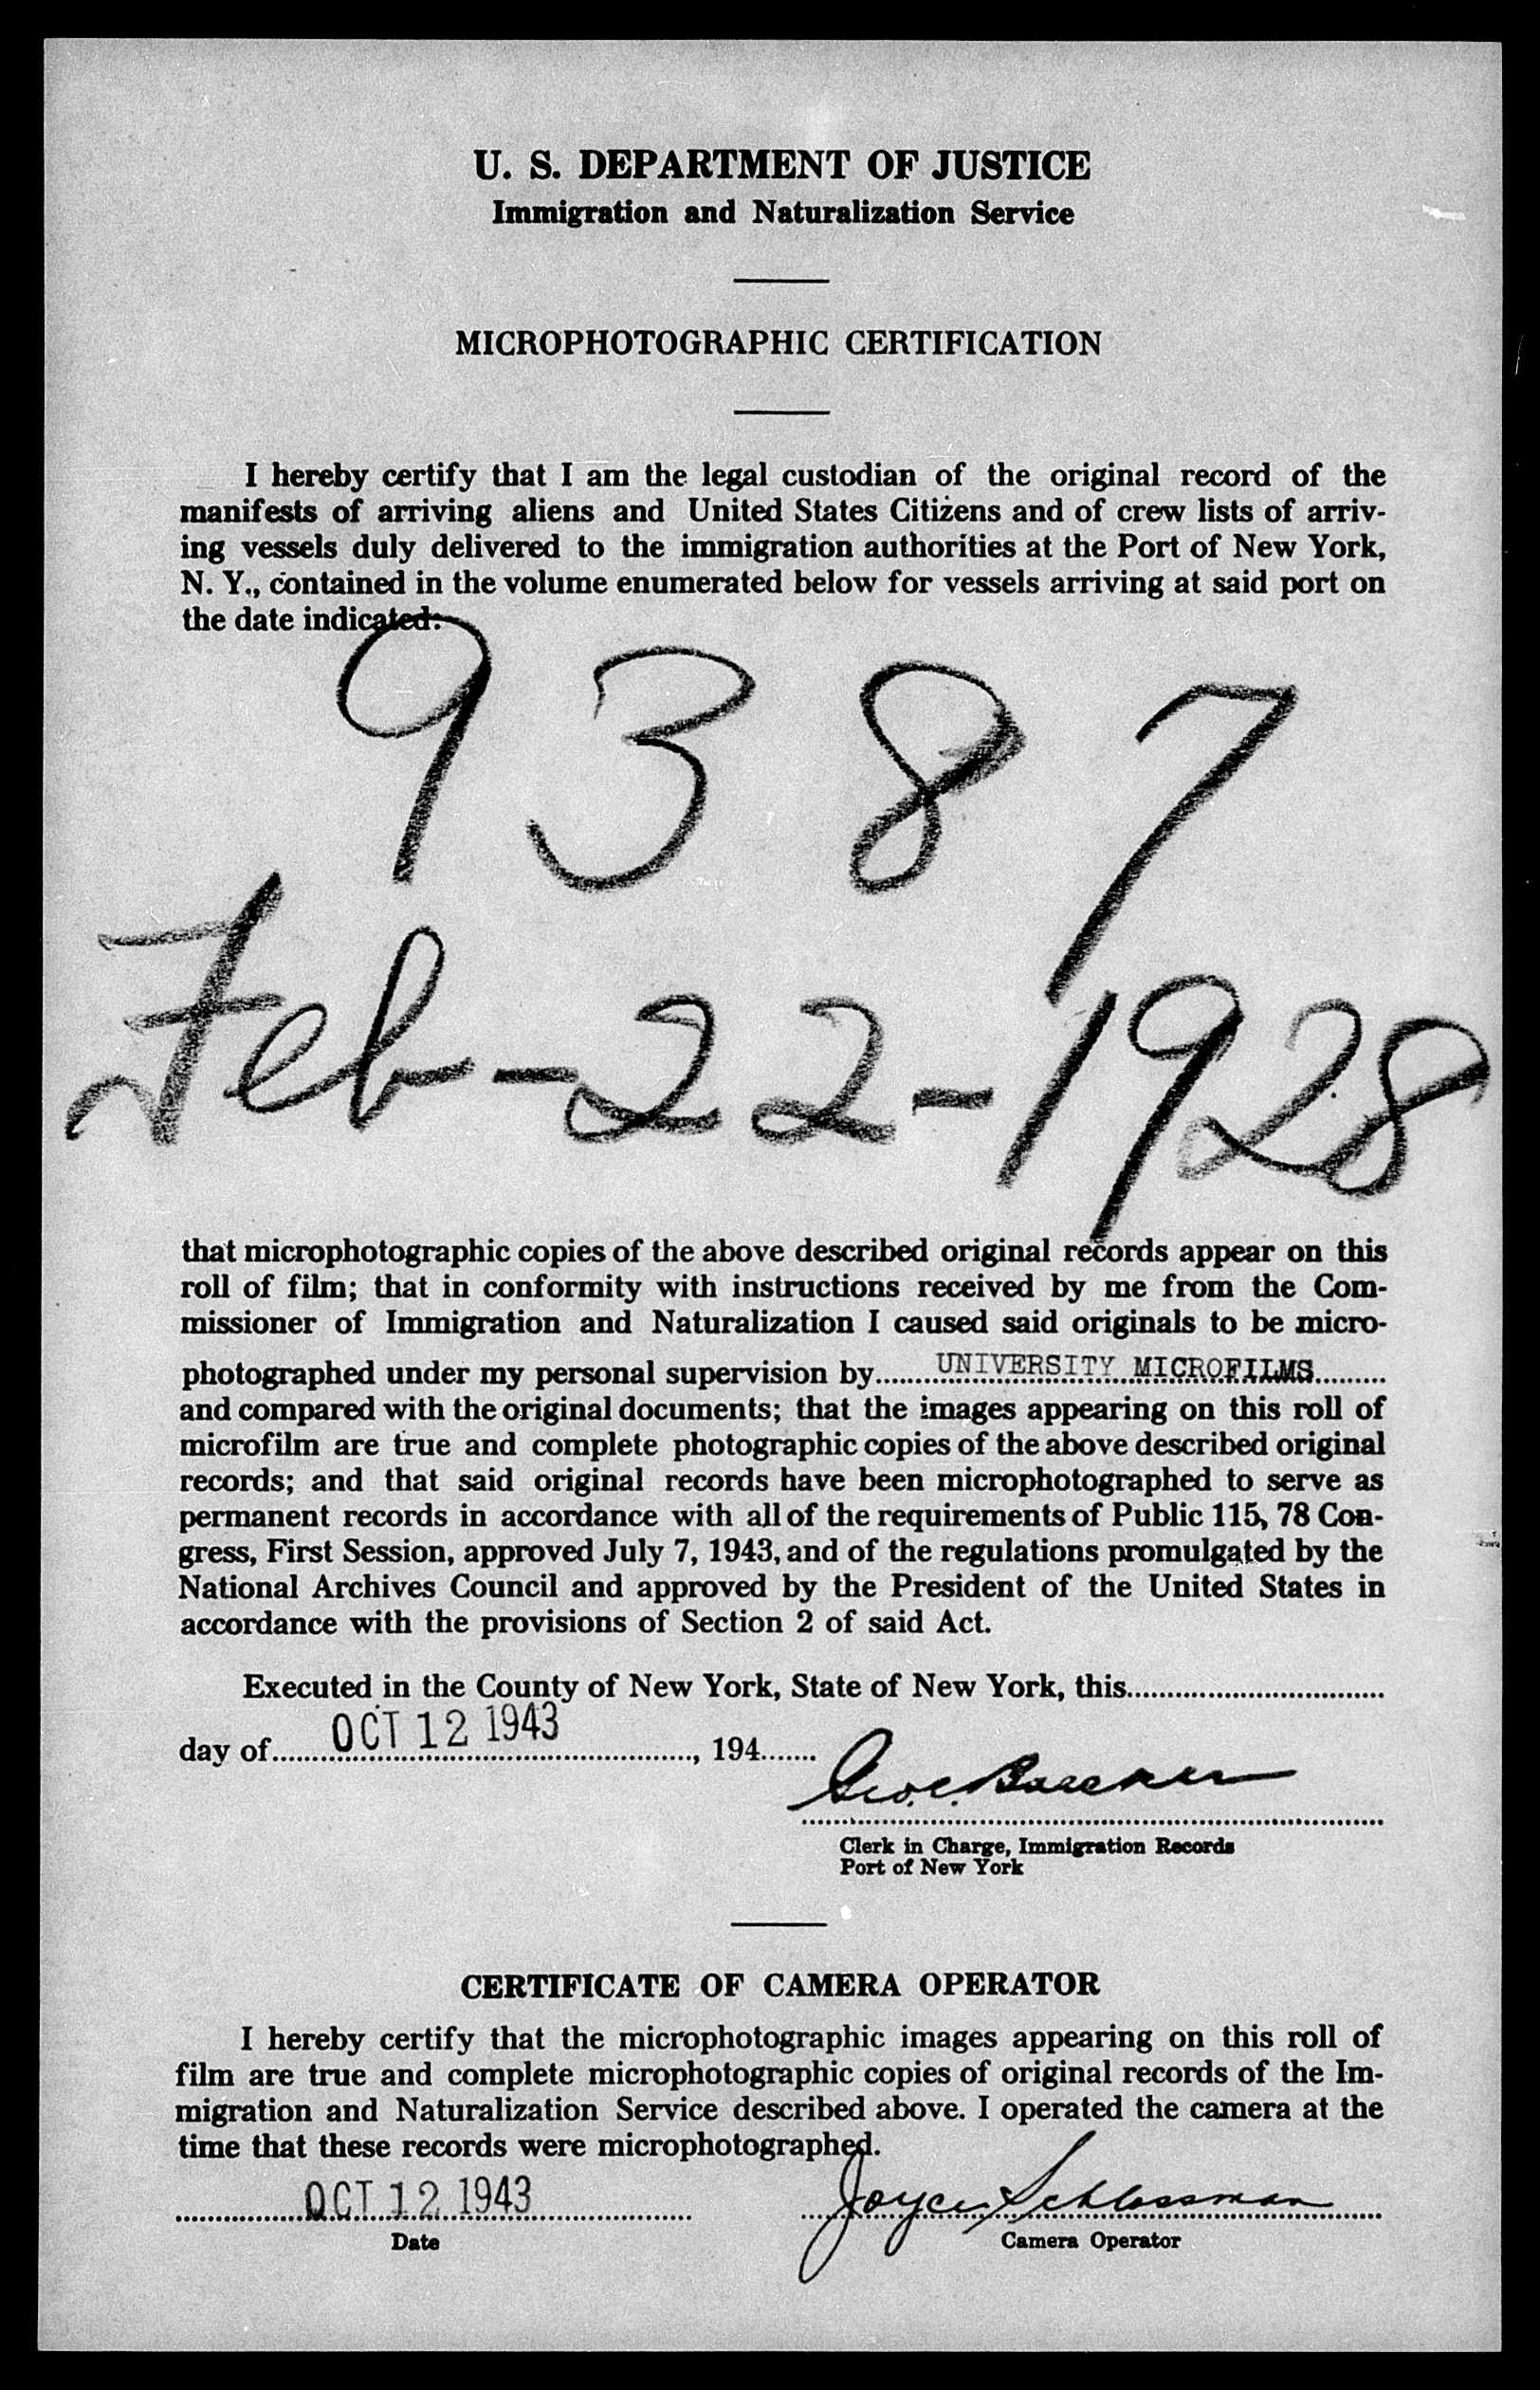 U. S. DEPARTMENT OF JUSTICE
Immigration and Naturalization Service
MICROPHOTOGRAPHIC CERTIFICATION
I hereby certify that I am the legal custodian of the original record of the
manifests of arriving aliens and United States Citizens and of crew lists of arriv-
ing vessels duly delivered to the immigration authorities at the Port of New York,
N. Y., contained in the volume enumerated below for vessels arriving at said port on
the date indicated:
9387
Feb-22-1928
that microphotographic copies of the above described original records appear on this
roll of film; that in conformity with instructions received by me from the Com-
missioner of Immigration and Naturalization I caused said originals to be micro-
photographed under my personal supervision by UNIVERSITY MICROFILMS
and compared with the original documents; that the images appearing on this roll of
microfilm are true and complete photographic copies of the above described original
records; and that said original records have been microphotographed to serve as
permanent records in accordance with all of the requirements of Public 115, 78 Con-
gress, First Session, approved July 7, 1943, and of the regulations promulgated by the
National Archives Council and approved by the President of the United States in
accordance with the provisions of Section 2 of said Act.
Executed in the County of New York, State of New York, this
day of OCT 12 1943, 194
Geo. C.
Clerk in Charge, Immigration Records
Port of New York
CERTIFICATE OF CAMERA OPERATOR
I hereby certify that the microphotographic images appearing on this roll of
film are true and complete microphotographic copies of original records of the Im-
migration and Naturalization Service described above. I operated the camera at the
time that these records were microphotographed.
OCT 12 1943 Joyce Schlossman
Date Camera Operator